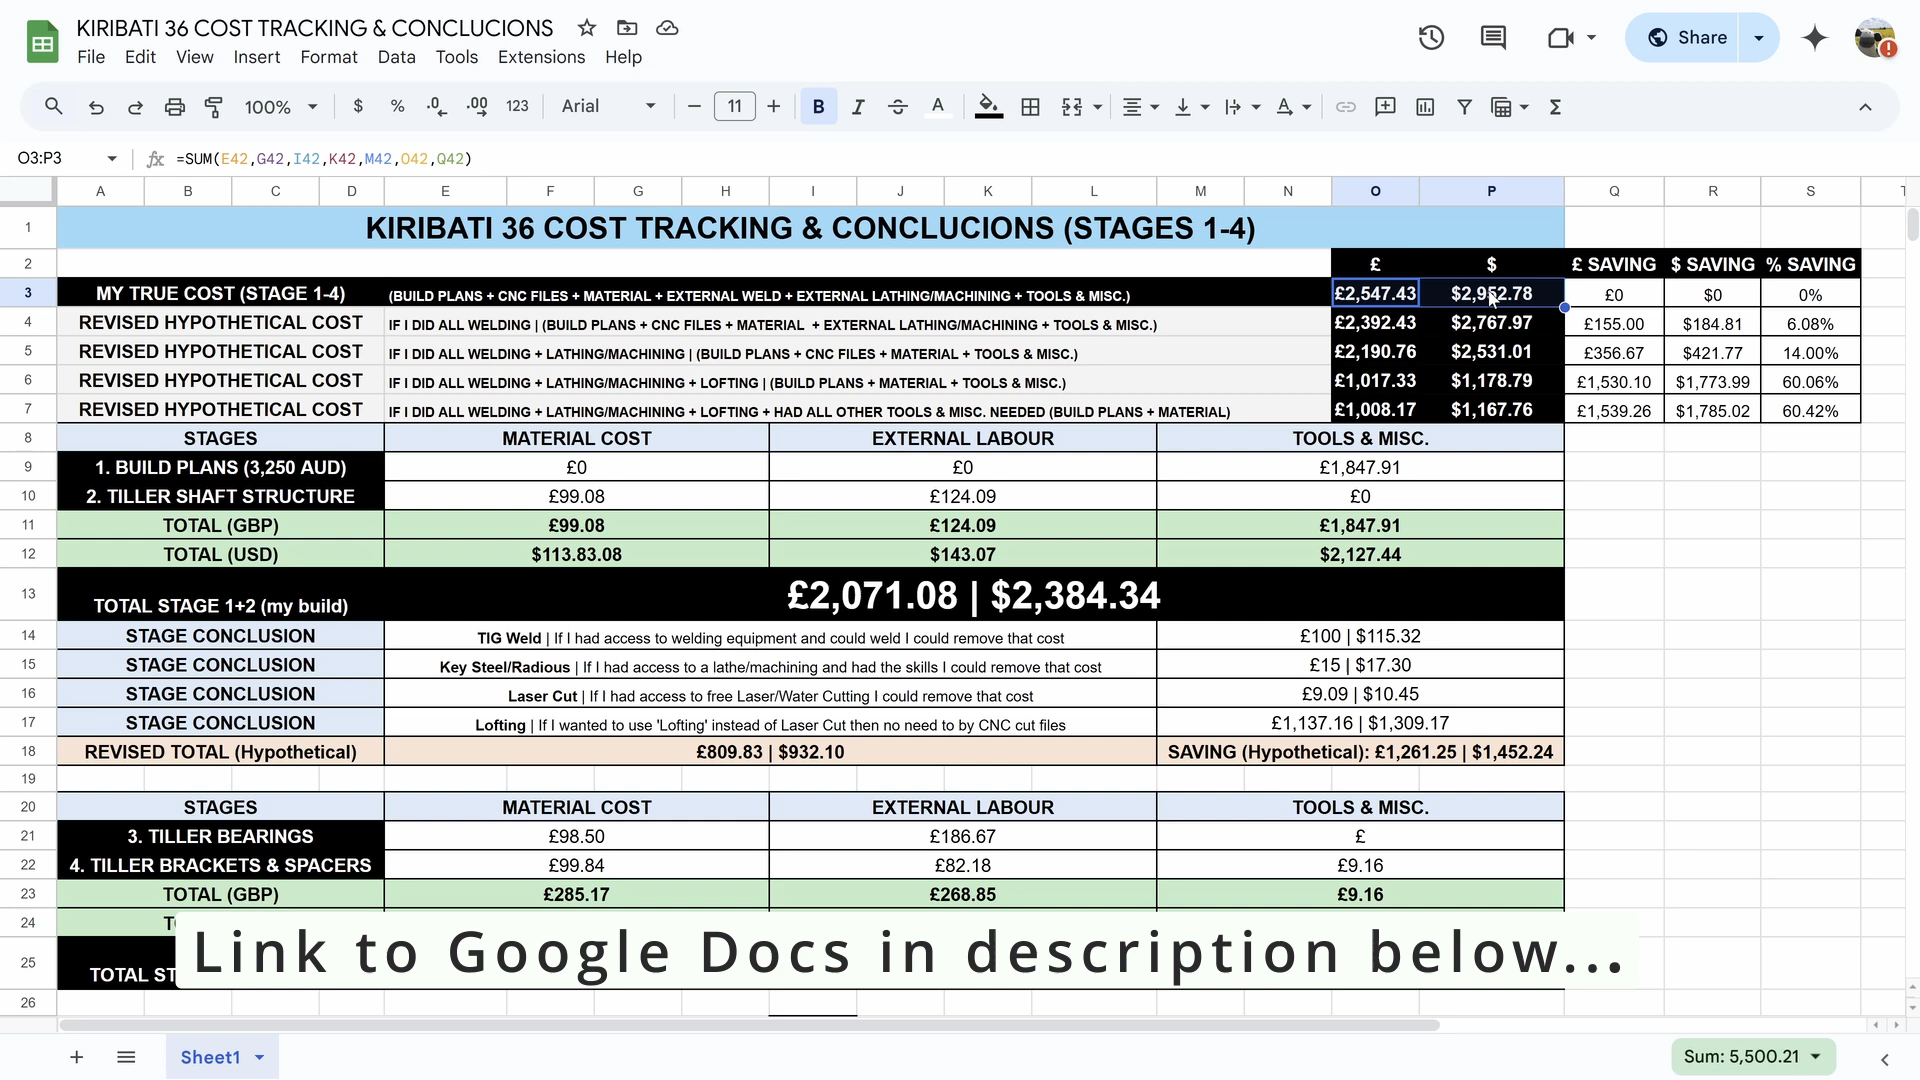 KIRIBATI 36 COST TRACKING & CONCLUCIONS
File Edit View Insert Format Data Tools Extensions Help
Share
100% $ % .0 .00 123 Arial 11 B I A
O3:P3 fx =SUM(E42,G42,I42,K42,M42,O42,Q42)
A B C D E F G H I J K L M N O P Q R S T
1 KIRIBATI 36 COST TRACKING & CONCLUCIONS (STAGES 1-4)
2 £ $ £ SAVING $ SAVING % SAVING
3 MY TRUE COST (STAGE 1-4) (BUILD PLANS + CNC FILES + MATERIAL + EXTERNAL WELD + EXTERNAL LATHING/MACHINING + TOOLS & MISC.) £2,547.43 $2,952.78 £0 $0 0%
4 REVISED HYPOTHETICAL COST IF I DID ALL WELDING | (BUILD PLANS + CNC FILES + MATERIAL + EXTERNAL LATHING/MACHINING + TOOLS & MISC.) £2,392.43 $2,767.97 £155.00 $184.81 6.08%
5 REVISED HYPOTHETICAL COST IF I DID ALL WELDING + LATHING/MACHINING | (BUILD PLANS + CNC FILES + MATERIAL + TOOLS & MISC.) £2,190.76 $2,531.01 £356.67 $421.77 14.00%
6 REVISED HYPOTHETICAL COST IF I DID ALL WELDING + LATHING/MACHINING + LOFTING | (BUILD PLANS + MATERIAL + TOOLS & MISC.) £1,017.33 $1,178.79 £1,530.10 $1,773.99 60.06%
7 REVISED HYPOTHETICAL COST IF I DID ALL WELDING + LATHING/MACHINING + LOFTING + HAD ALL OTHER TOOLS & MISC. NEEDED (BUILD PLANS + MATERIAL) £1,008.17 $1,167.76 £1,539.26 $1,785.02 60.42%
8 STAGES MATERIAL COST EXTERNAL LABOUR TOOLS & MISC.
9 1. BUILD PLANS (3,250 AUD) £0 £0 £1,847.91
10 2. TILLER SHAFT STRUCTURE £99.08 £124.09 £0
11 TOTAL (GBP) £99.08 £124.09 £1,847.91
12 TOTAL (USD) $113.83.08 $143.07 $2,127.44
13 TOTAL STAGE 1+2 (my build) £2,071.08 | $2,384.34
14 STAGE CONCLUSION TIG Weld | If I had access to welding equipment and could weld I could remove that cost £100 | $115.32
15 STAGE CONCLUSION Key Steel/Radious | If I had access to a lathe/machining and had the skills I could remove that cost £15 | $17.30
16 STAGE CONCLUSION Laser Cut | If I had access to free Laser/Water Cutting I could remove that cost £9.09 | $10.45
17 STAGE CONCLUSION Lofting | If I wanted to use 'Lofting' instead of Laser Cut then no need to by CNC cut files £1,137.16 | $1,309.17
18 REVISED TOTAL (Hypothetical) £809.83 | $932.10 SAVING (Hypothetical): £1,261.25 | $1,452.24
19
20 STAGES MATERIAL COST EXTERNAL LABOUR TOOLS & MISC.
21 3. TILLER BEARINGS £98.50 £186.67 £
22 4. TILLER BRACKETS & SPACERS £99.84 £82.18 £9.16
23 TOTAL (GBP) £285.17 £268.85 £9.16
24
Link to Google Docs in description below...
25 TOTAL
26
Sheet1 Sum: 5,500.21